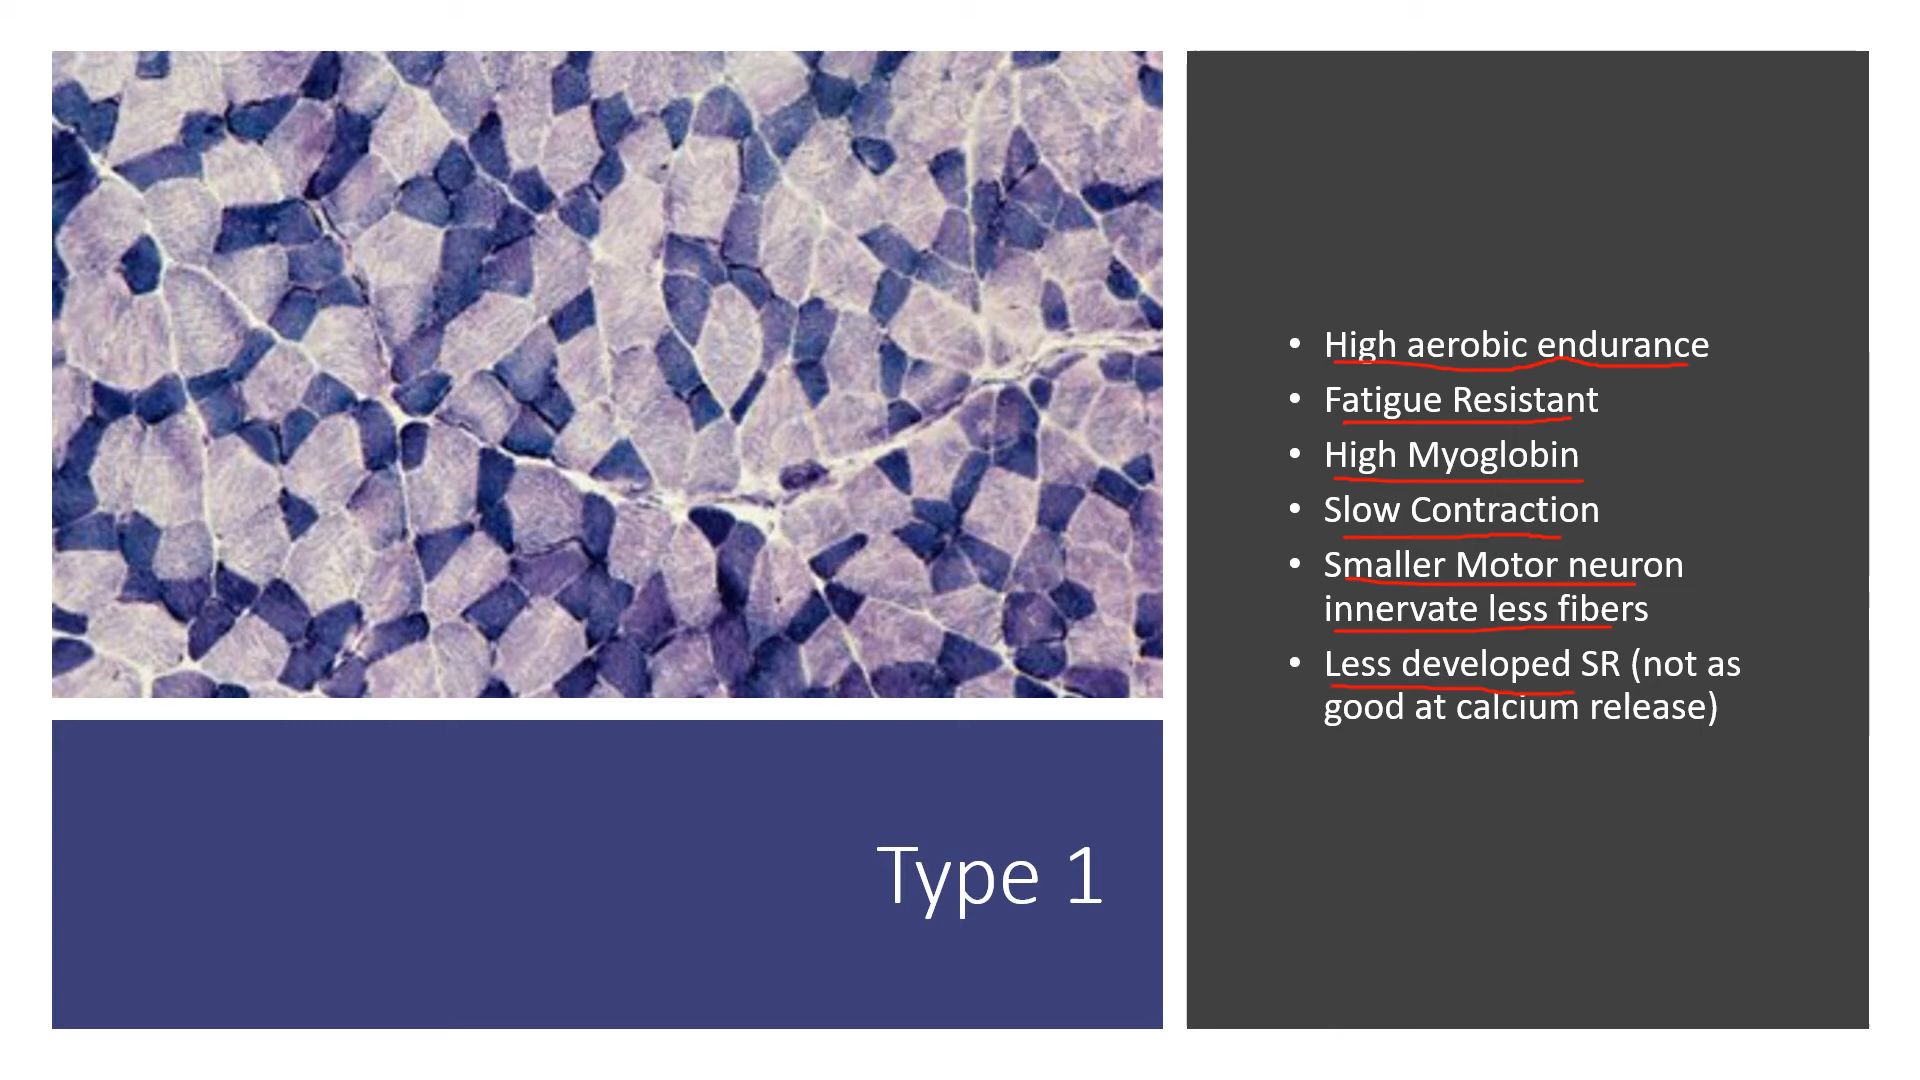 Type 1
• High aerobic endurance
• Fatigue Resistant
• High Myoglobin
• Slow Contraction
• Smaller Motor neuron
innervate less fibers
• Less developed SR (not as
good at calcium release)